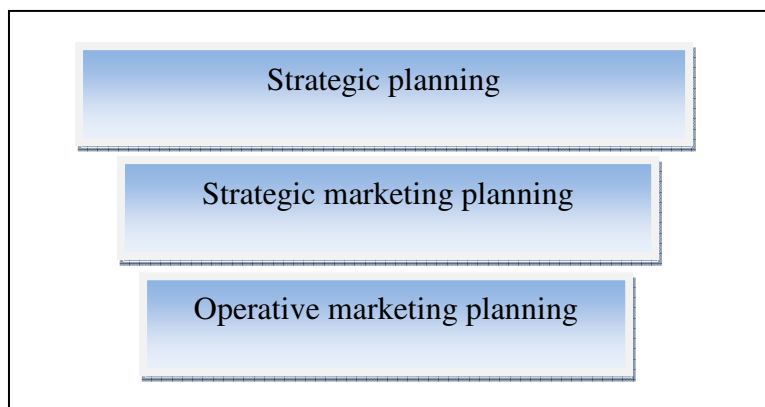 Strategic planning
Strategic marketing planning
Operative marketing planning